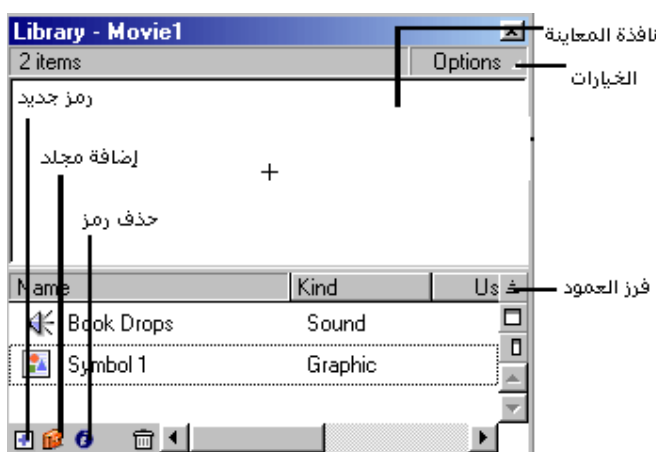 Library - Movie1
نافذة المعاينة
2 items
Options
الخيارات
رمز جديد
إضافة مجلد
حذف رمز
Name
Kind
Us
فرز العمود
Book Drops
Sound
Symbol 1
Graphic